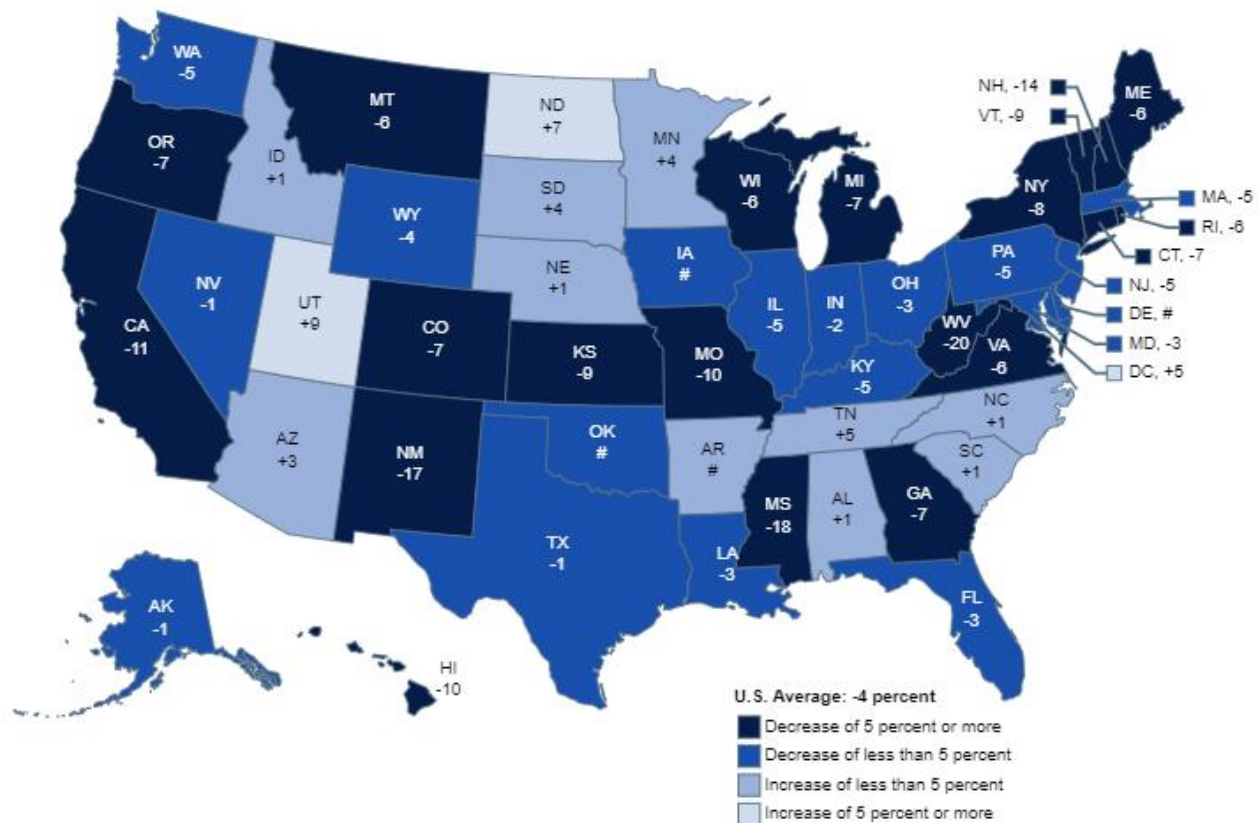 WA
-5
MT
-6
ND
+7
MN
+4
NH, -14
VT, -9
ME
-6
OR
-7
ID
+1
SD
+4
WI
-6
MI
-7
NY
-8
MA, -5
RI, -6
CT, -7
WY
-4
NE
+1
IA
#
PA
-5
NJ, -5
DE, #
MD, -3
DC, +5
NV
-1
UT
+9
CO
-7
KS
-9
MO
-10
IL
-5
IN
-2
OH
-3
WV
-20
VA
-6
KY
-5
CA
-11
AZ
+3
NM
-17
OK
#
AR
#
TN
+5
NC
+1
SC
+1
MS
-18
AL
+1
GA
-7
TX
-1
LA
-3
FL
-3
AK
-1
HI
-10
U.S. Average: -4 percent
Decrease of 5 percent or more
Decrease of less than 5 percent
Increase of less than 5 percent
Increase of 5 percent or more